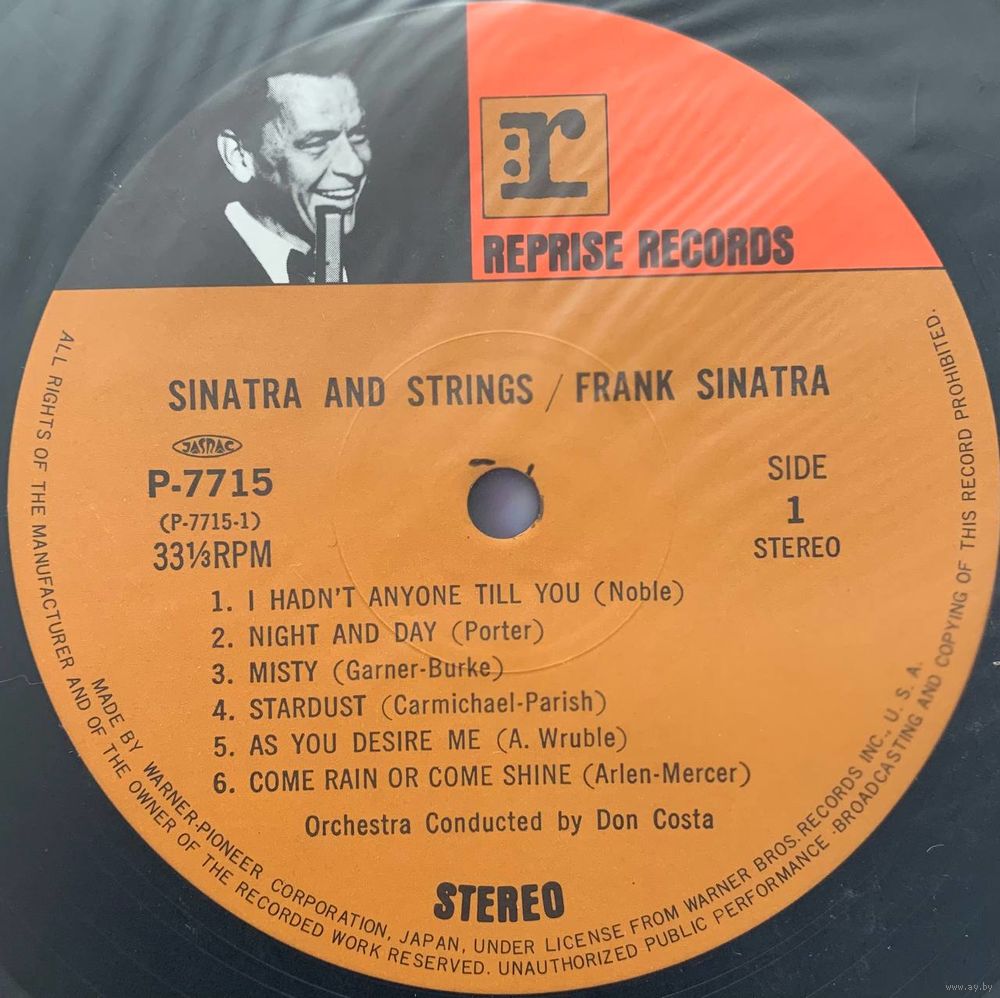 r
REPRISE RECORDS
SINATRA AND STRINGS / FRANK SINATRA
JASRAC
P-7715
(P-7715-1)
33⅓RPM
SIDE
1
STEREO
1. I HADN'T ANYONE TILL YOU (Noble)
2. NIGHT AND DAY (Porter)
3. MISTY (Garner-Burke)
4. STARDUST (Carmichael-Parish)
5. AS YOU DESIRE ME (A. Wruble)
6. COME RAIN OR COME SHINE (Arlen-Mercer)
Orchestra Conducted by Don Costa
STEREO
MADE BY WARNER-PIONEER CORPORATION, JAPAN, UNDER LICENSE FROM WARNER BROS. RECORDS INC., U. S. A.
ALL RIGHTS OF THE MANUFACTURER AND OF THE OWNER OF THE RECORDED WORK RESERVED. UNAUTHORIZED PUBLIC PERFORMANCE ·BROADCASTING AND COPYING OF THIS RECORD PROHIBITED.
www.ay.by